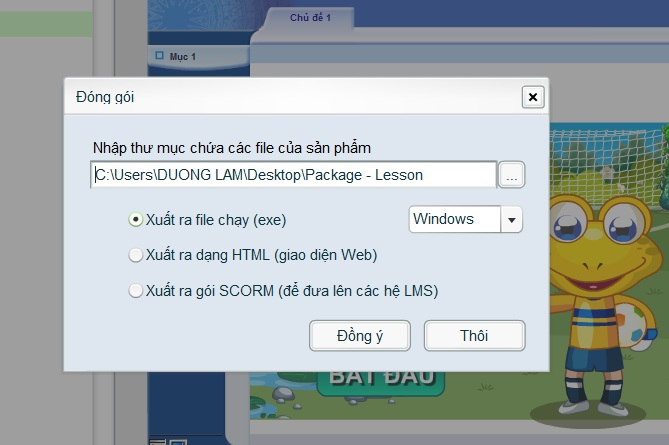 Chủ đề 1
Mục 1
Đóng gói
Nhập thư mục chứa các file của sản phẩm
C:\Users\DUONG LAM\Desktop\Package - Lesson
...
Xuất ra file chạy (exe)
Windows
Xuất ra dạng HTML (giao diện Web)
Xuất ra gói SCORM (để đưa lên các hệ LMS)
Đồng ý
Thôi
BẮT ĐẦU